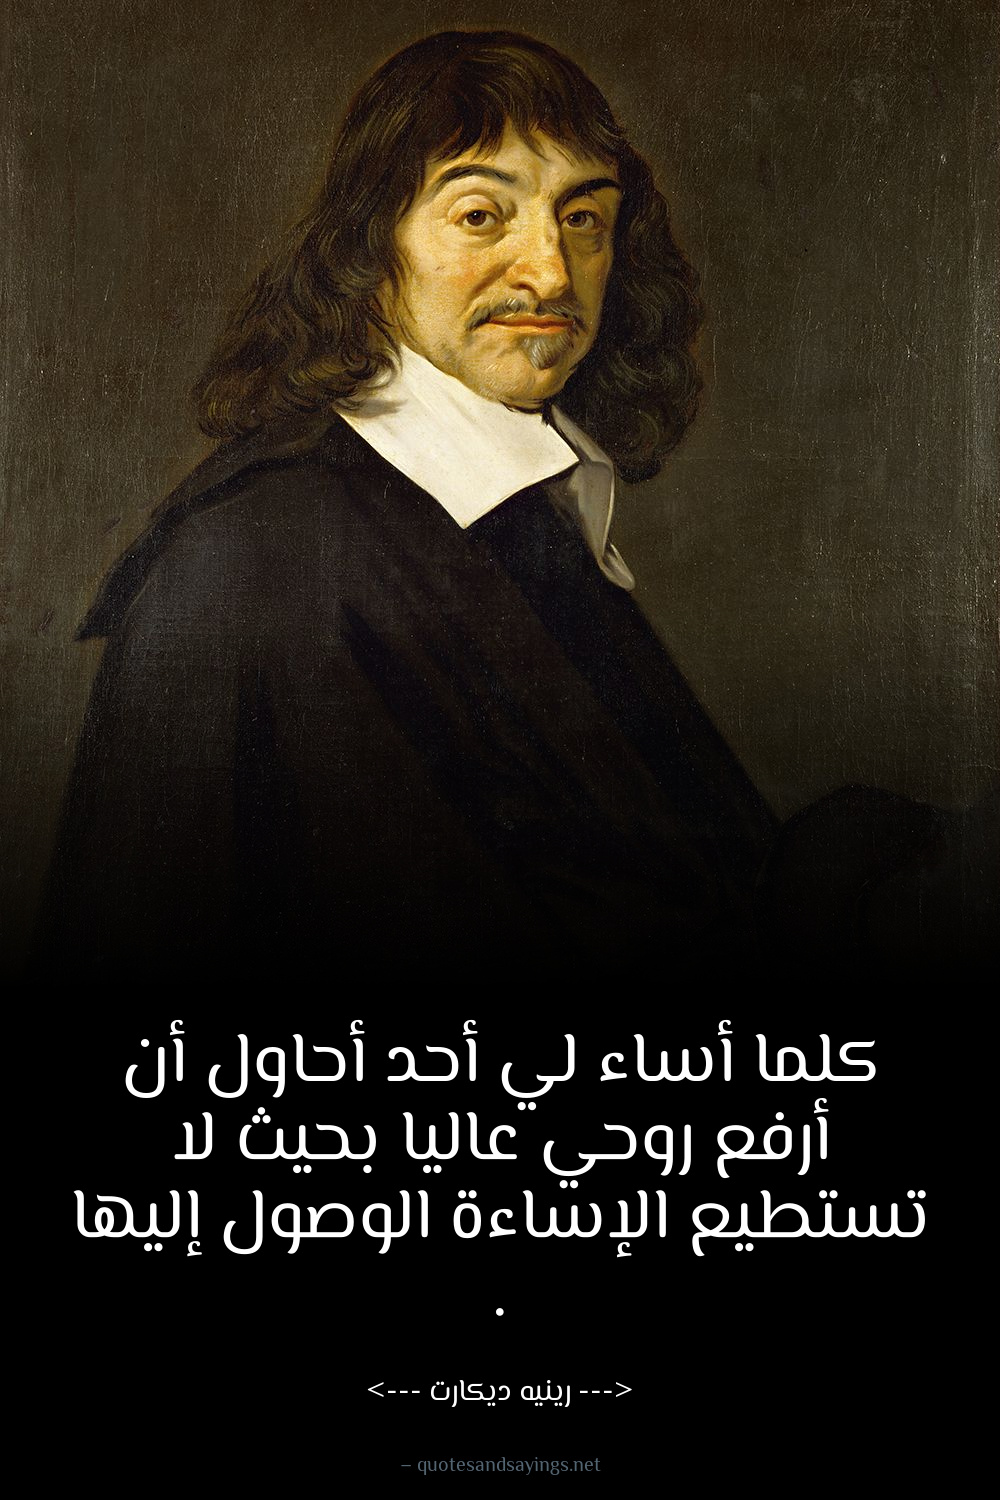 كلما أساء لي أحد أحاول أن
أرفع روحي عاليا بحيث لا
تستطيع الإساءة الوصول إليها
.
<--- رينيه ديكارت --->
– quotesandsayings.net